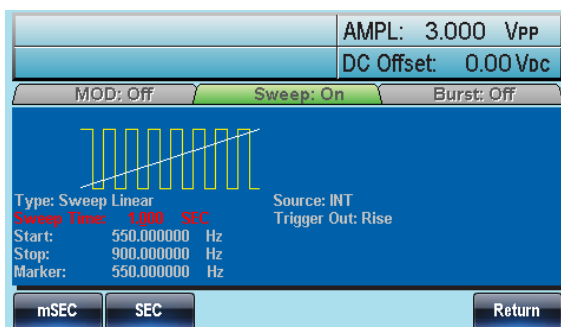 AMPL: 3.000 VPP
DC Offset: 0.00 VDC
MOD: Off Sweep: On Burst: Off
Type: Sweep Linear Source: INT
Sweep Time: 1.000 SEC Trigger Out: Rise
Start: 550.000000 Hz
Stop: 900.000000 Hz
Marker: 550.000000 Hz
mSEC SEC Return